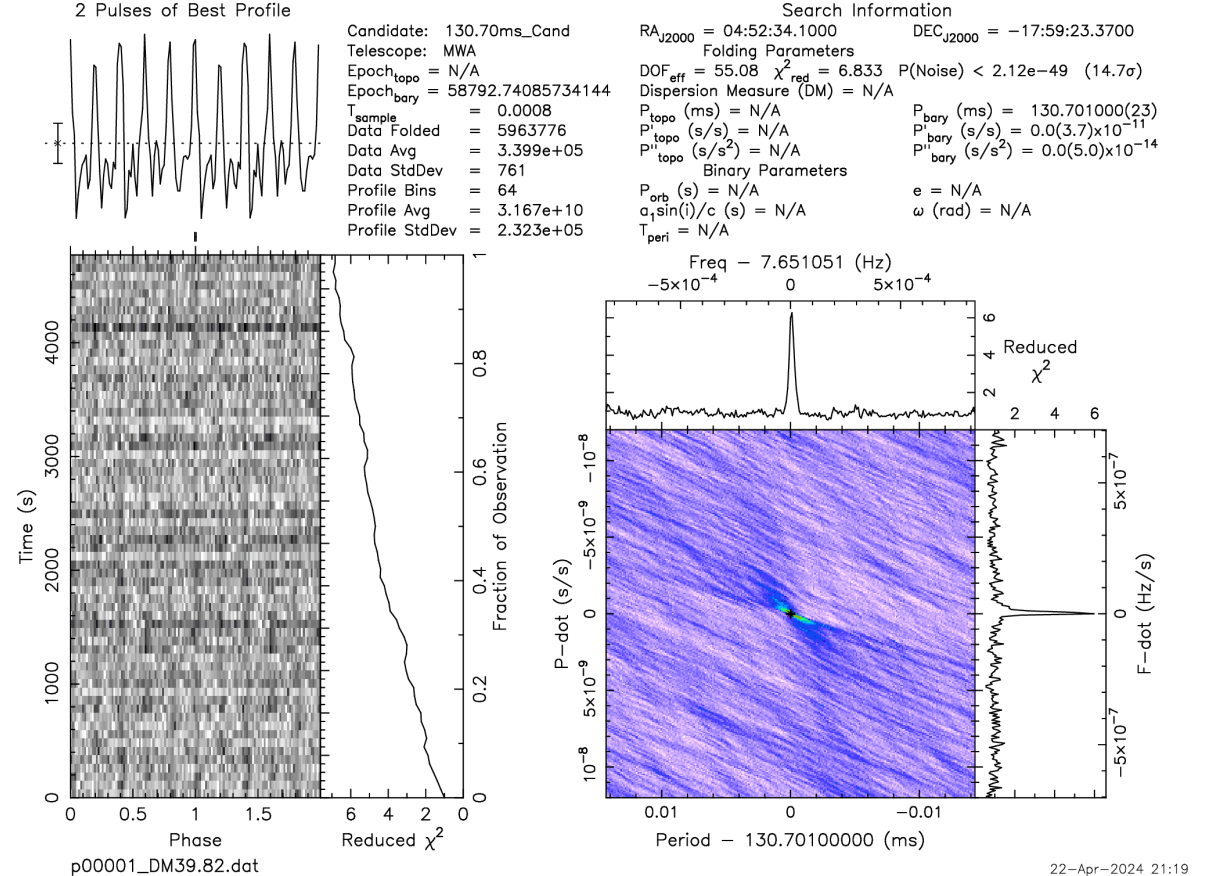 2 Pulses of Best Profile
Candidate: 130.70ms_Cand
Telescope: MWA
Epoch_topo = N/A
Epoch_bary = 58792.74085734144
T_sample = 0.0008
Data Folded = 5963776
Data Avg = 3.399e+05
Data StdDev = 761
Profile Bins = 64
Profile Avg = 3.167e+10
Profile StdDev = 2.323e+05
Search Information
RA_J2000 = 04:52:34.1000 DEC_J2000 = −17:59:23.3700
Folding Parameters
DOF_eff = 55.08 χ²_red = 6.833 P(Noise) < 2.12e−49 (14.7σ)
Dispersion Measure (DM) = N/A
P_topo (ms) = N/A P_bary (ms) = 130.701000(23)
P'_topo (s/s) = N/A P'_bary (s/s) = 0.0(3.7)x10⁻¹¹
P''_topo (s/s²) = N/A P''_bary (s/s²) = 0.0(5.0)x10⁻¹⁴
Binary Parameters
P_orb (s) = N/A e = N/A
a₁sin(i)/c (s) = N/A ω (rad) = N/A
T_peri = N/A
0 1000 2000 3000 4000
Time (s)
0 0.5 1 1.5
Phase
0 0.2 0.4 0.6 0.8 1
Fraction of Observation
6 4 2 0
Reduced χ²
Freq − 7.651051 (Hz)
−5×10⁻⁴ 0 5×10⁻⁴
2 4 6
Reduced
χ²
2 4 6
−10⁻⁸ −5×10⁻⁹ 0 5×10⁻⁹ 10⁻⁸
P−dot (s/s)
5×10⁻⁷ 0 −5×10⁻⁷
F−dot (Hz/s)
0.01 0 −0.01
Period − 130.70100000 (ms)
p00001_DM39.82.dat
22−Apr−2024 21:19